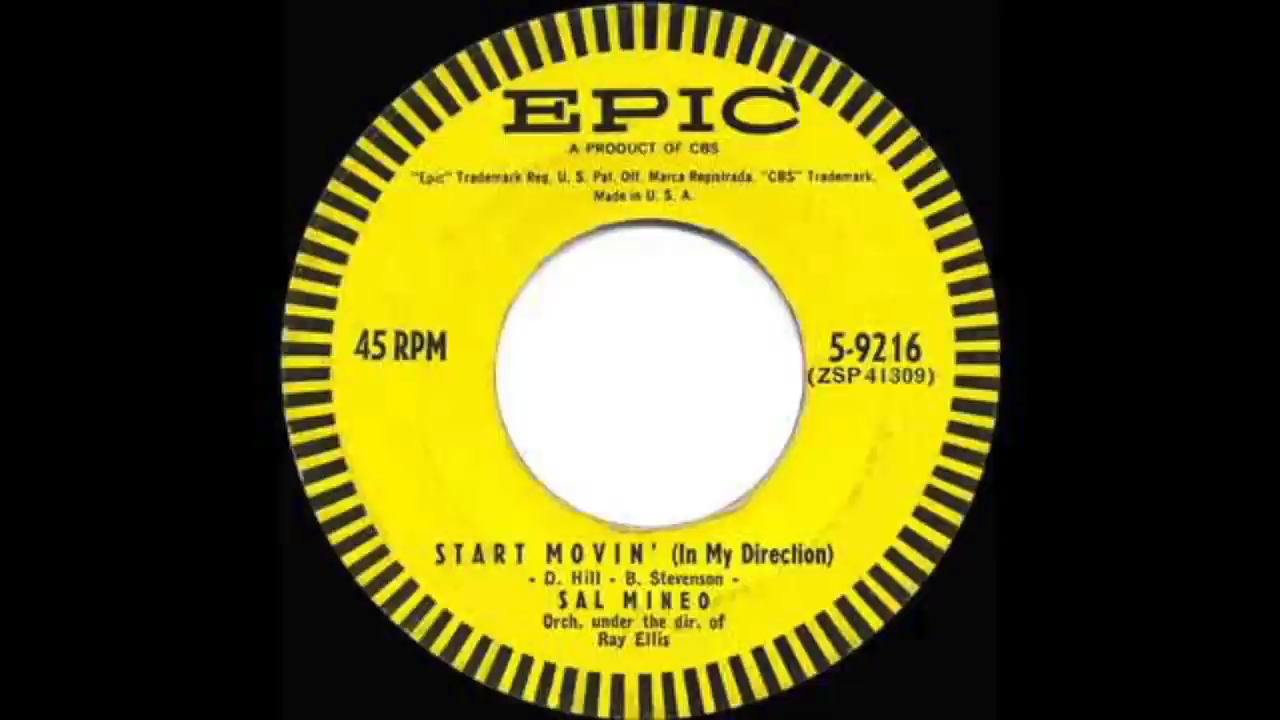 EPIC
A PRODUCT OF CBS
"Epic" Trademark Reg. U. S. Pat. Off. Marca Registrada. "CBS" Trademark.
Made in U. S. A.
45 RPM
5-9216
(ZSP 41309)
START MOVIN' (In My Direction)
- D. Hill - B. Stevenson -
SAL MINEO
Orch. under the dir. of
Ray Ellis